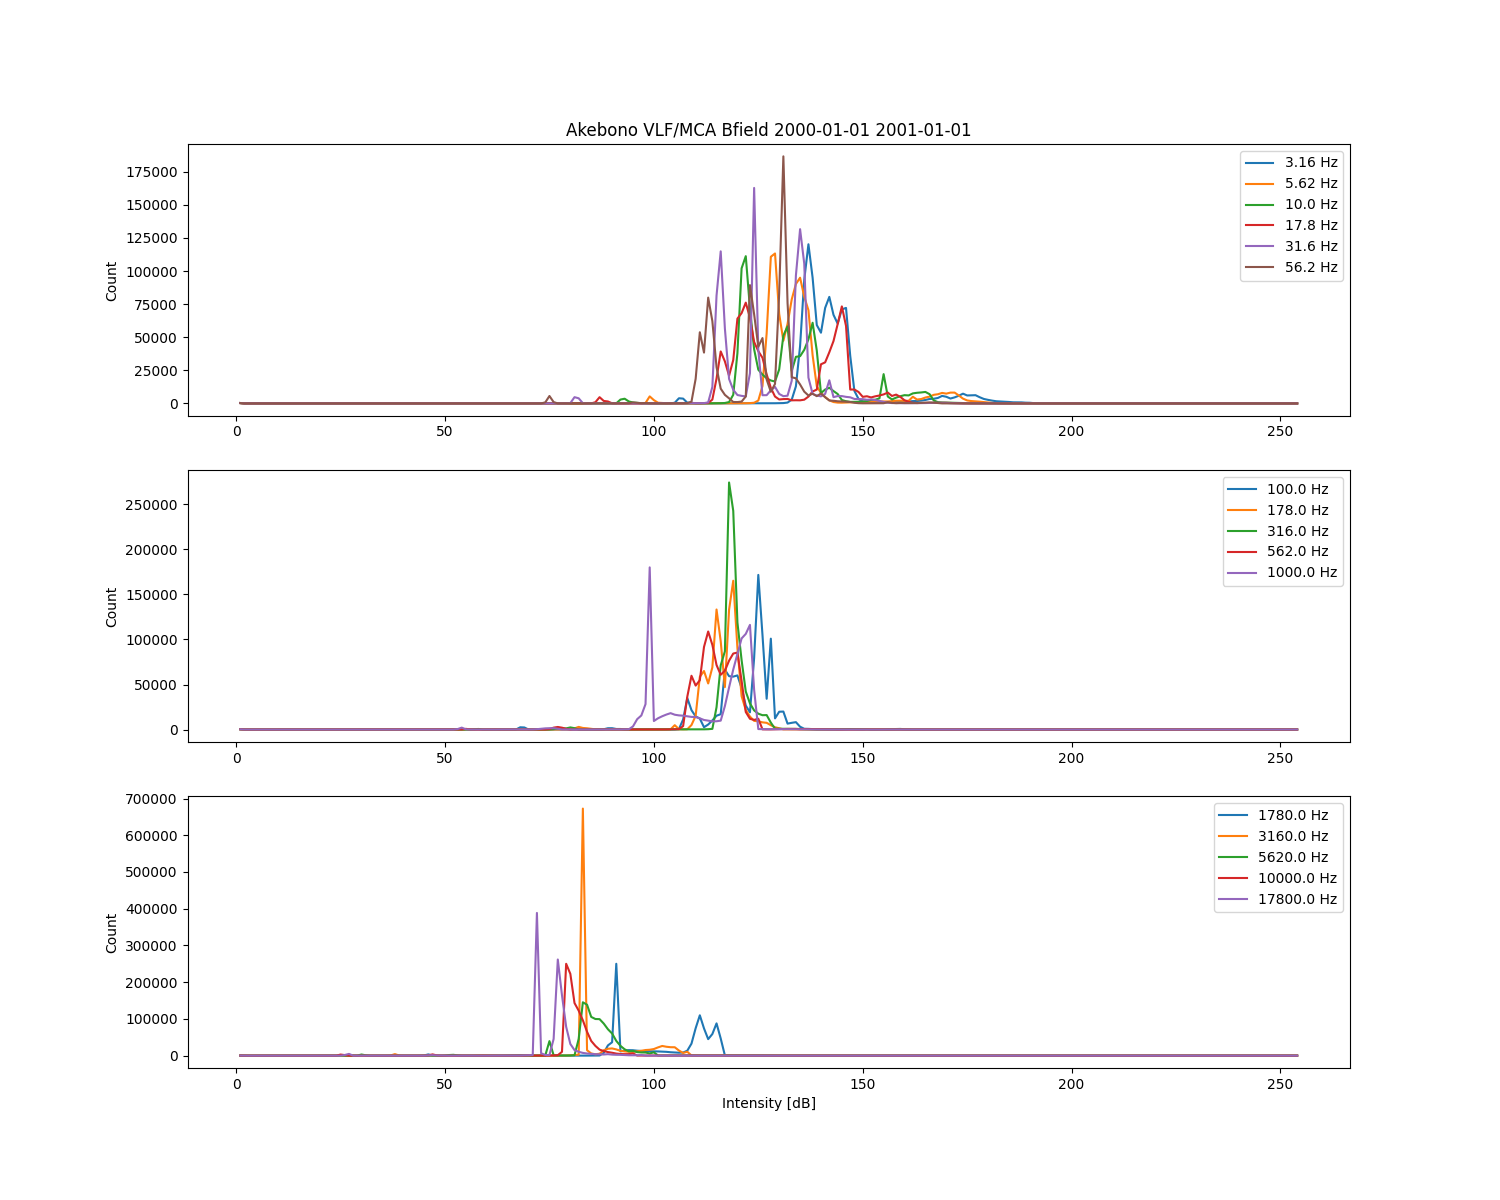 Akebono VLF/MCA Bfield 2000-01-01 2001-01-01
175000
150000
125000
100000
75000
50000
25000
0
Count
0 50 100 150 200 250
3.16 Hz
5.62 Hz
10.0 Hz
17.8 Hz
31.6 Hz
56.2 Hz
250000
200000
150000
100000
50000
0
Count
0 50 100 150 200 250
100.0 Hz
178.0 Hz
316.0 Hz
562.0 Hz
1000.0 Hz
700000
600000
500000
400000
300000
200000
100000
0
Count
0 50 100 150 200 250
Intensity [dB]
1780.0 Hz
3160.0 Hz
5620.0 Hz
10000.0 Hz
17800.0 Hz